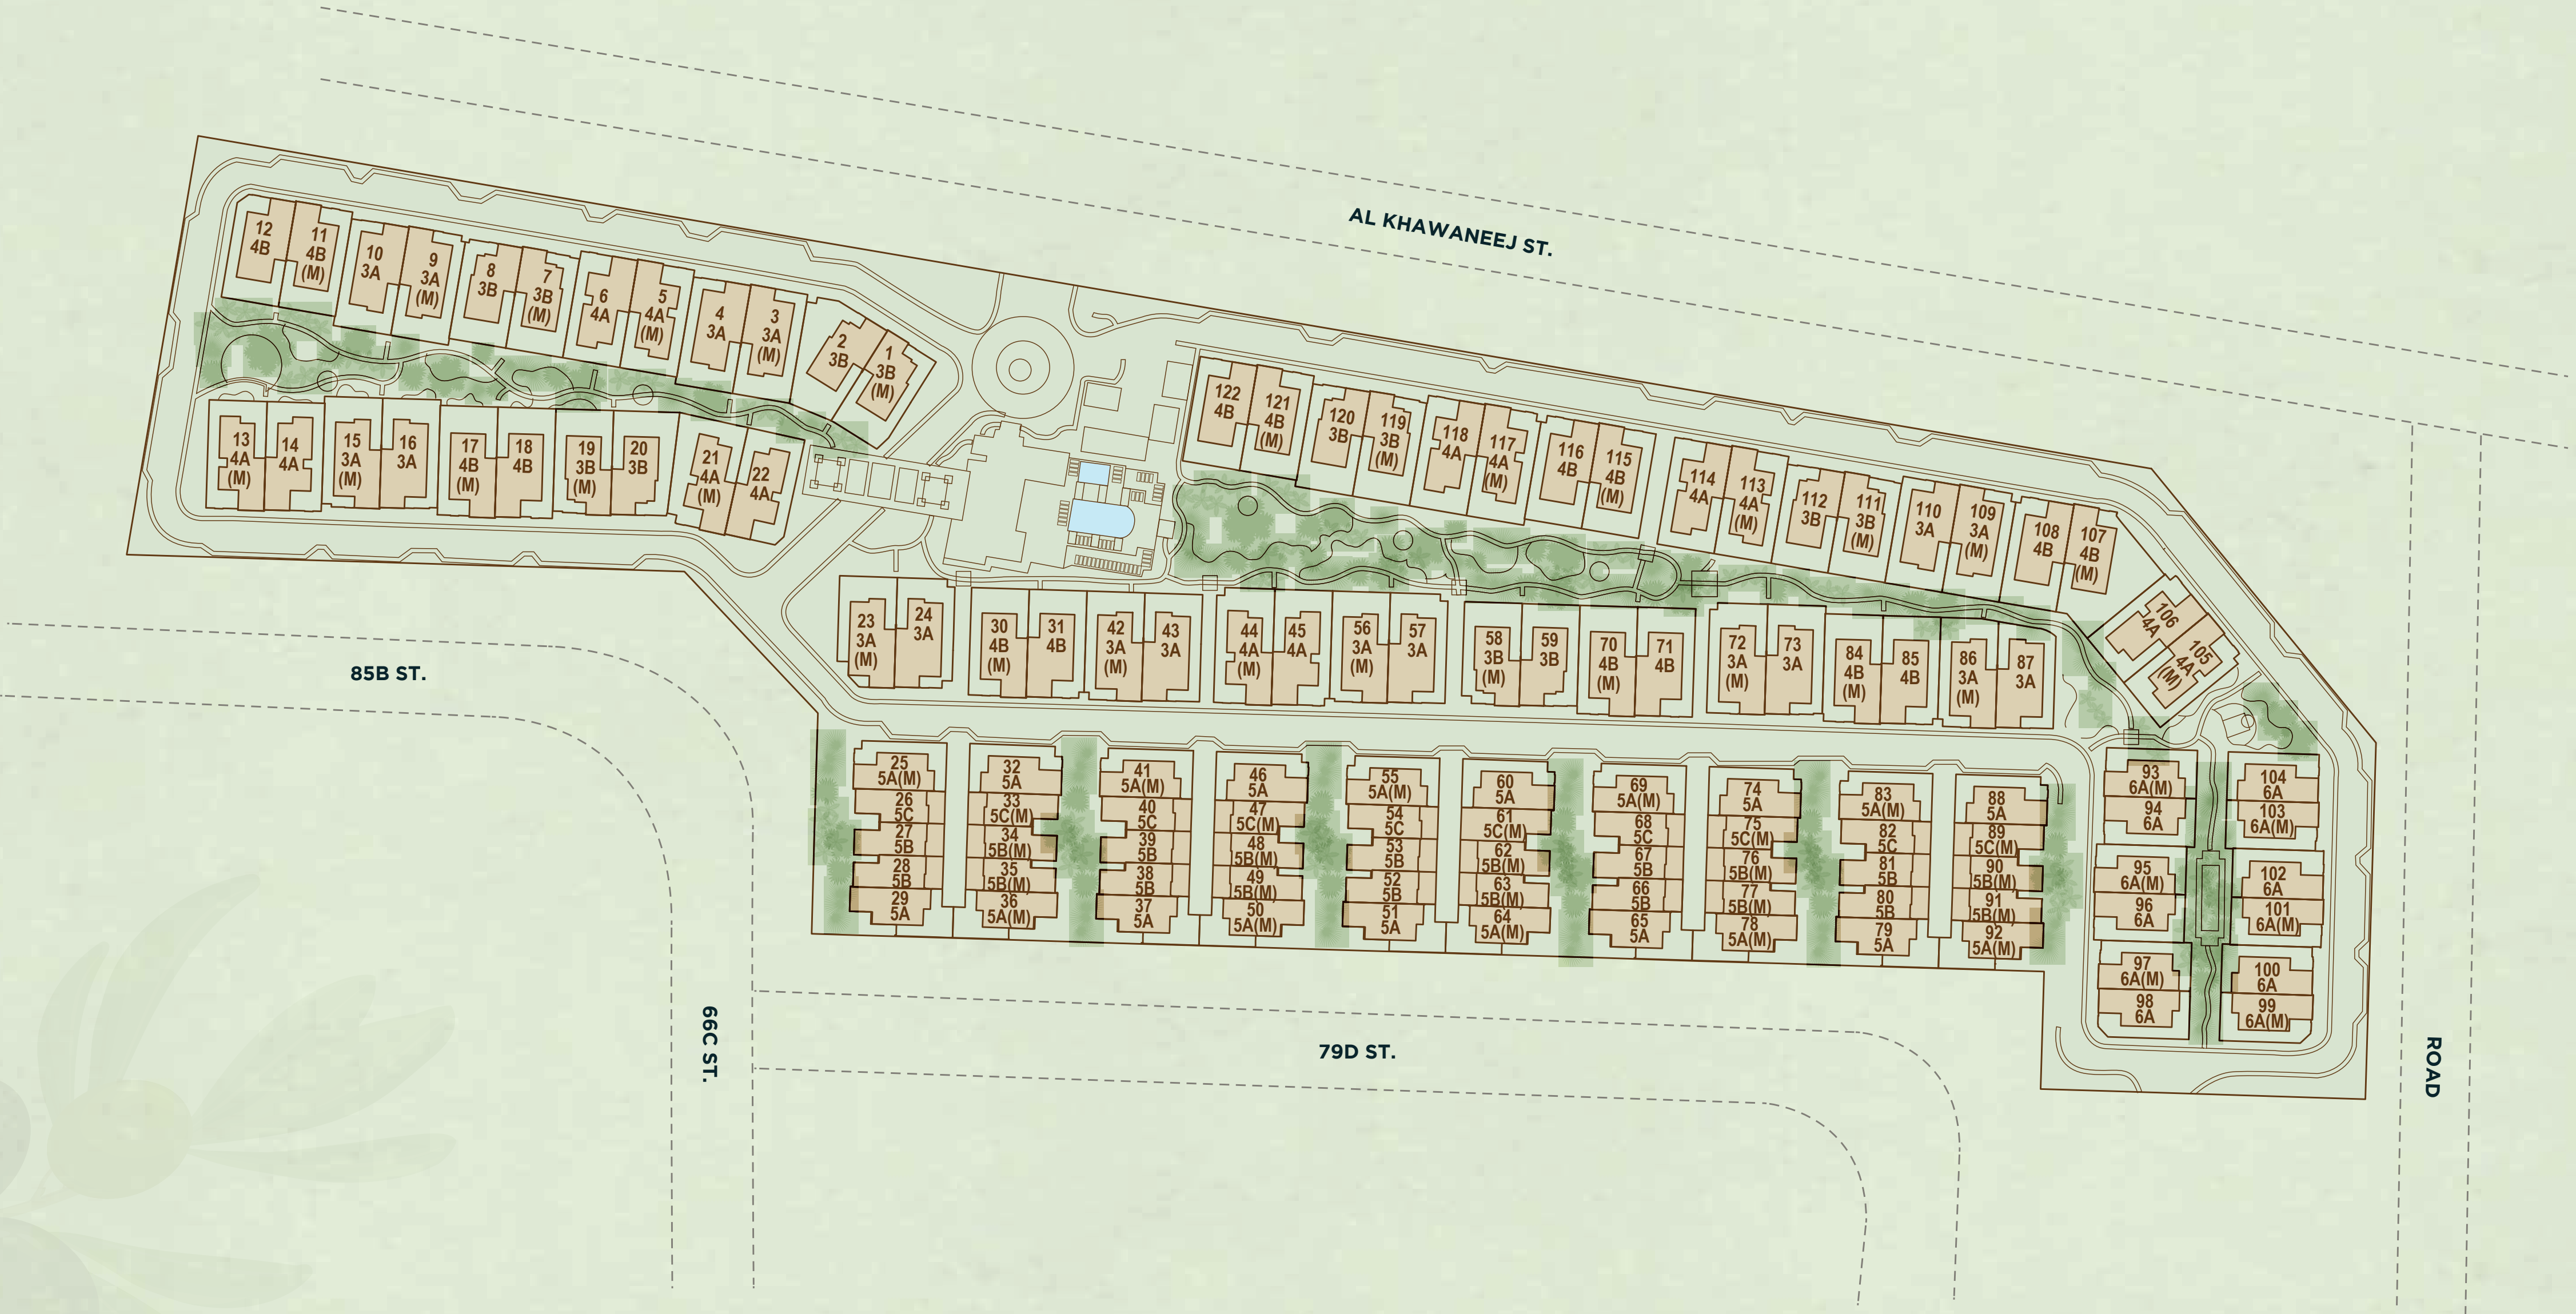 AL KHAWANEEJ ST.
12
4B
11
4B
(M)
10
3A
9
3A
(M)
8
3B
7
3B
(M)
6
4A
5
4A
(M)
4
3A
3
3A
(M)
2
3B
1
3B
(M)
122
4B
121
4B
(M)
120
3B
119
3B
(M)
118
4A
117
4A
(M)
116
4B
115
4B
(M)
114
4A
113
4A
(M)
112
3B
111
3B
(M)
110
3A
109
3A
(M)
108
4B
107
4B
(M)
106
4A
105
4A
(M)
13
4A
(M)
14
4A
15
3A
(M)
16
3A
17
4B
(M)
18
4B
19
3B
(M)
20
3B
21
4A
(M)
22
4A
23
3A
(M)
24
3A
30
4B
(M)
31
4B
42
3A
(M)
43
3A
44
4A
(M)
45
4A
56
3A
(M)
57
3A
58
3B
(M)
59
3B
70
4B
(M)
71
4B
72
3A
(M)
73
3A
84
4B
(M)
85
4B
86
3A
(M)
87
3A
85B ST.
25
5A(M)
26
5C
27
5B
28
5B
29
5A
32
5A
33
5C(M)
34
5B(M)
35
5B(M)
36
5A(M)
41
5A(M)
40
5C
39
5B
38
5B
37
5A
46
5A
47
5C(M)
48
5B(M)
49
5B(M)
50
5A(M)
55
5A(M)
54
5C
53
5B
52
5B
51
5A
60
5A
61
5C(M)
62
5B(M)
63
5B(M)
64
5A(M)
69
5A(M)
68
5C
67
5B
66
5B
65
5A
74
5A
75
5C(M)
76
5B(M)
77
5B(M)
78
5A(M)
83
5A(M)
82
5C
81
5B
80
5B
79
5A
88
5A
89
5C(M)
90
5B(M)
91
5B(M)
92
5A(M)
93
6A(M)
94
6A
95
6A(M)
96
6A
97
6A(M)
98
6A
104
6A
103
6A(M)
102
6A
101
6A(M)
100
6A
99
6A(M)
66C ST.
79D ST.
ROAD